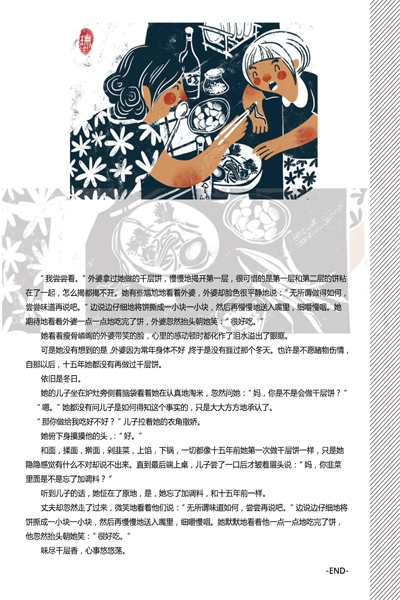 “我尝尝看。”外婆拿过她做的千层饼，慢慢地揭开第一层，很可惜的是第一层和第二层的饼粘
在了一起，怎么揭都揭不开。她有些尴尬地看着外婆，外婆却脸色很平静地说：“无所谓做得如何，
尝尝味道再说吧。”边说边仔细地将饼撕成一小块一小块，然后再慢慢地送入嘴里，细嚼慢咽。她
期待地看着外婆一点一点地吃完了饼，外婆忽然抬头朝她笑：“很好吃。”
她看着瘦骨嶙峋的外婆带笑的脸，心里的感动顿时都化作了泪水溢出了眼眶。
可是她没有想到的是,外婆因为常年身体不好,终于是没有捱过那个冬天。也许是不愿睹物伤情，
自那以后，十五年她都没有再做过千层饼。
依旧是冬日。
她的儿子坐在炉灶旁侧着脑袋看着她在认真地淘米，忽然问她：“妈，你是不是会做千层饼？”
“嗯。”她都没有问儿子是如何得知这个事实的，只是大大方方地承认了。
“那你做给我吃好不好？”儿子拉着她的衣角撒娇。
她俯下身摸摸他的头,：“好。”
和面，揉面，擀面，剁韭菜，上馅，下锅，一切都像十五年前她第一次做千层饼一样，只是她
隐隐感觉有什么不对却说不出来。直到最后端上桌，儿子尝了一口后才皱着眉头说：“妈，你韭菜
里面是不是忘了加调料？”
听到儿子的话，她怔在了原地，是，她忘了加调料，和十五年前一样。
丈夫却忽然走了过来，微笑地看着他们说：“无所谓味道如何，尝尝再说吧。”边说边仔细地将
饼撕成一小块一小块，然后再慢慢地送入嘴里，细嚼慢咽。她默默地看着他一点一点地吃完了饼，
他忽然抬头朝她笑：“很好吃。”
味尽千层香，心事悠悠荡。
-END-